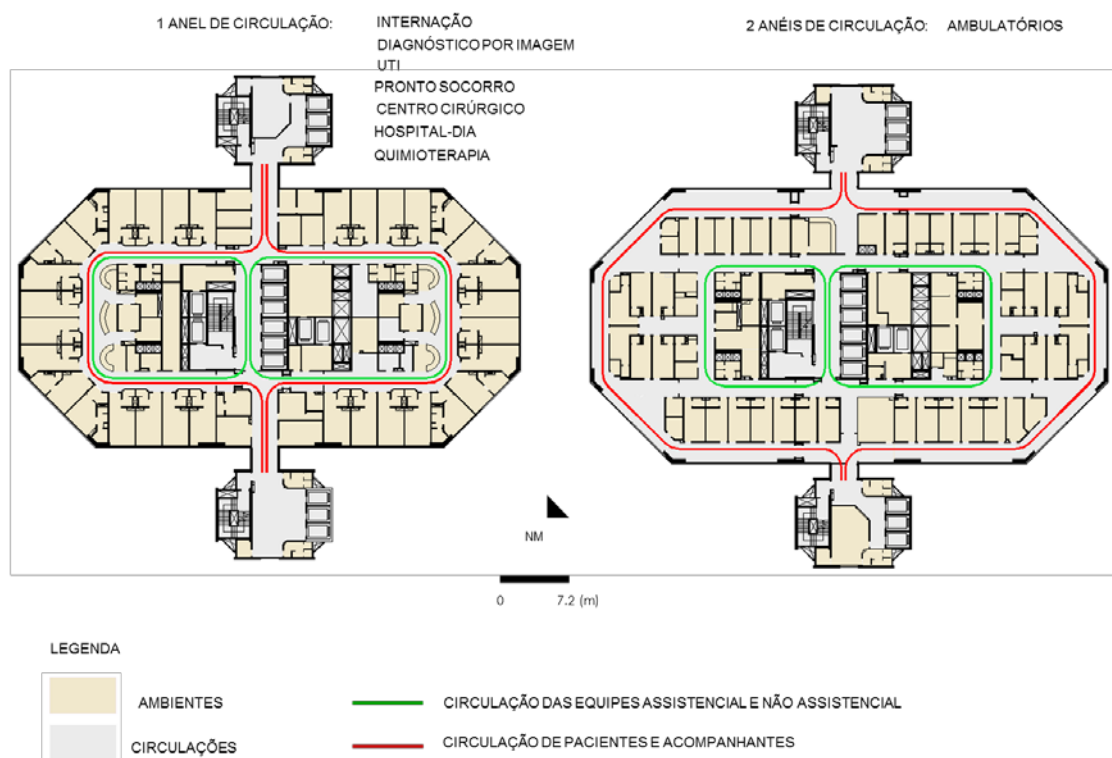 1 ANEL DE CIRCULAÇÃO:
INTERNAÇÃO
DIAGNÓSTICO POR IMAGEM
UTI
PRONTO SOCORRO
CENTRO CIRÚRGICO
HOSPITAL-DIA
QUIMIOTERAPIA
2 ANÉIS DE CIRCULAÇÃO: AMBULATÓRIOS
NM
0 7.2 (m)
LEGENDA
AMBIENTES
CIRCULAÇÕES
CIRCULAÇÃO DAS EQUIPES ASSISTENCIAL E NÃO ASSISTENCIAL
CIRCULAÇÃO DE PACIENTES E ACOMPANHANTES